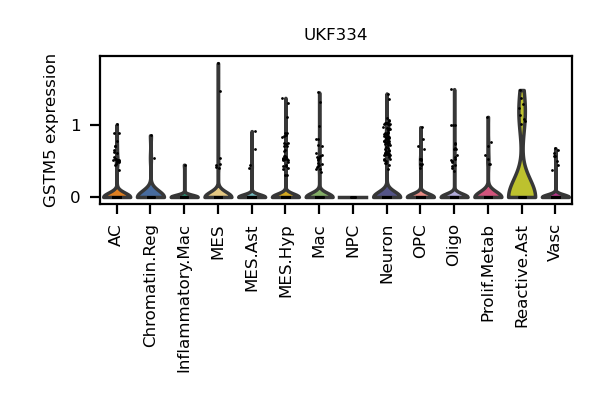 UKF334
GSTM5 expression
1
0
AC
Chromatin.Reg
Inflammatory.Mac
MES
MES.Ast
MES.Hyp
Mac
NPC
Neuron
OPC
Oligo
Prolif.Metab
Reactive.Ast
Vasc